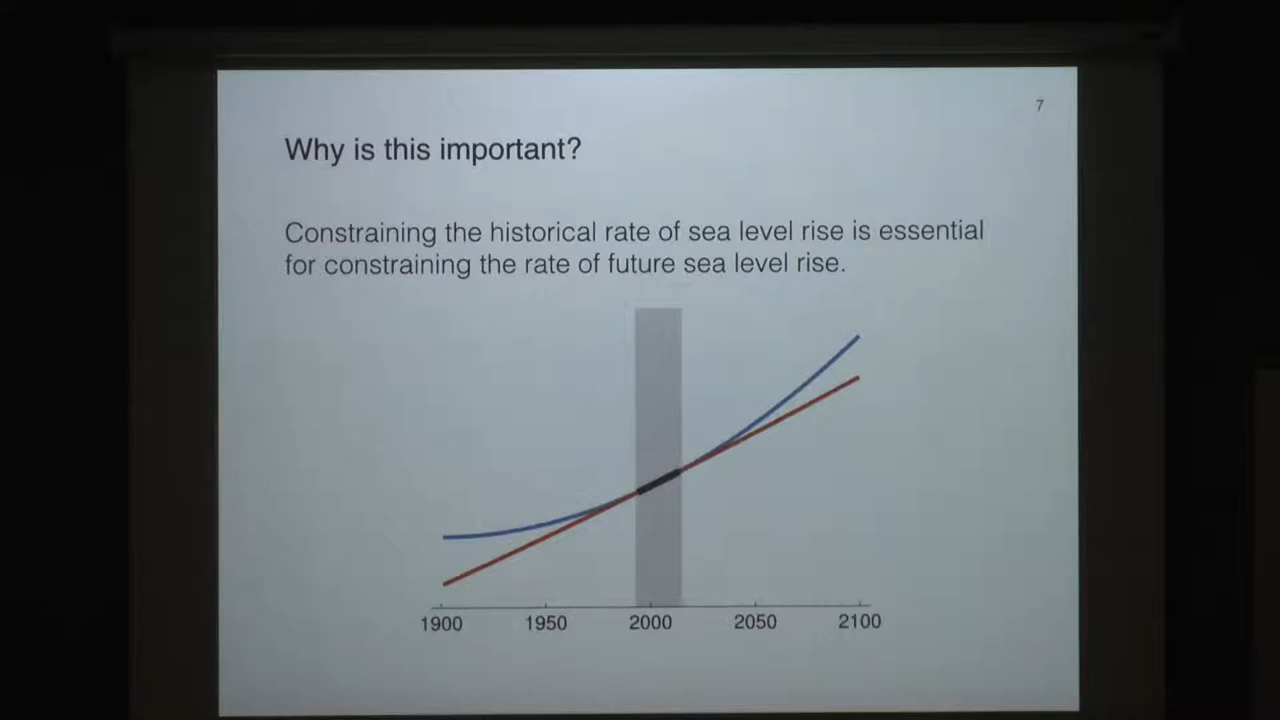 7
Why is this important?
Constraining the historical rate of sea level rise is essential
for constraining the rate of future sea level rise.
1900 1950 2000 2050 2100